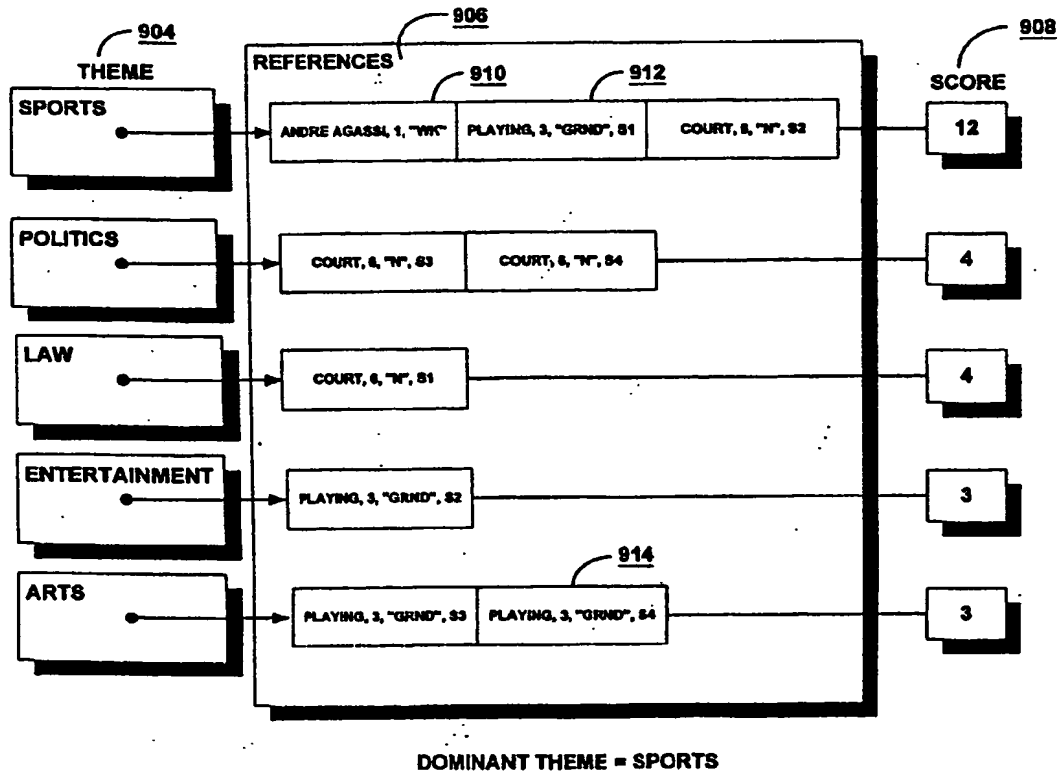 904
906
908
THEME
REFERENCES
910
912
SCORE
SPORTS
ANDRE AGASSI, 1, "WK"
PLAYING, 3, "GRND", S1
COURT, 6, "N", S2
12
POLITICS
COURT, 6, "N", S3
COURT, 6, "N", S4
4
LAW
COURT, 6, "N", S1
4
ENTERTAINMENT
PLAYING, 3, "GRND", S2
3
914
ARTS
PLAYING, 3, "GRND", S3
PLAYING, 3, "GRND", S4
3
DOMINANT THEME = SPORTS